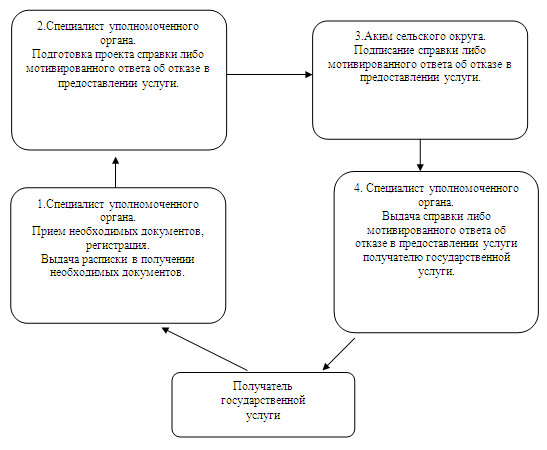 2.Специалист уполномоченного
органа.
Подготовка проекта справки либо
мотивированного ответа об отказе в
предоставлении услуги.
3.Аким сельского округа.
Подписание справки либо
мотивированного ответа об отказе в
предоставлении услуги.
1.Специалист уполномоченного
органа.
Прием необходимых документов,
регистрация.
Выдача расписки в получении
необходимых документов.
4. Специалист уполномоченного
органа.
Выдача справки либо
мотивированного ответа об
отказе в предоставлении услуги
получателю государственной
услуги.
Получатель
государственной
услуги